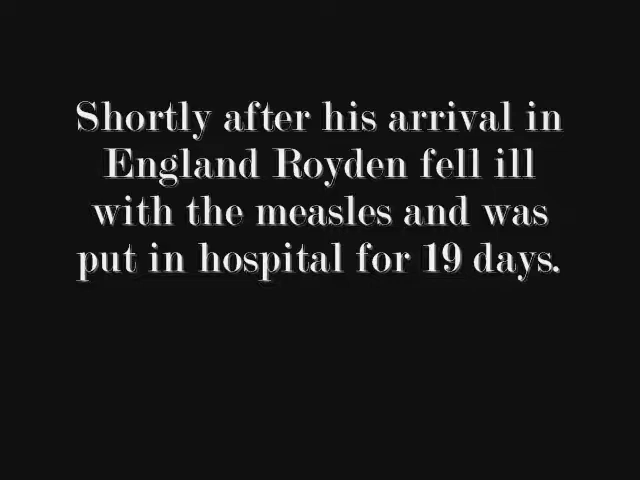 Shortly after his arrival in
England Royden fell ill
with the measles and was
put in hospital for 19 days.